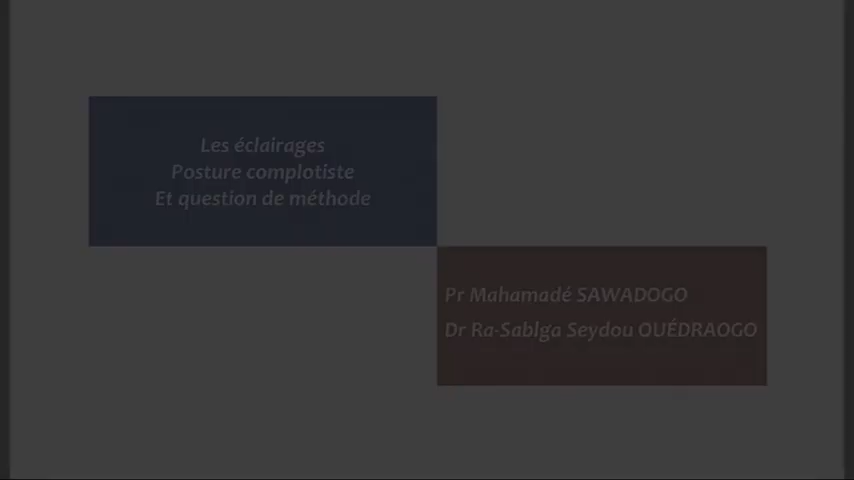 Les éclairages
Posture complotiste
Et question de méthode
Pr Mahamadé SAWADOGO
Dr Ra-Sablga Seydou OUÉDRAOGO